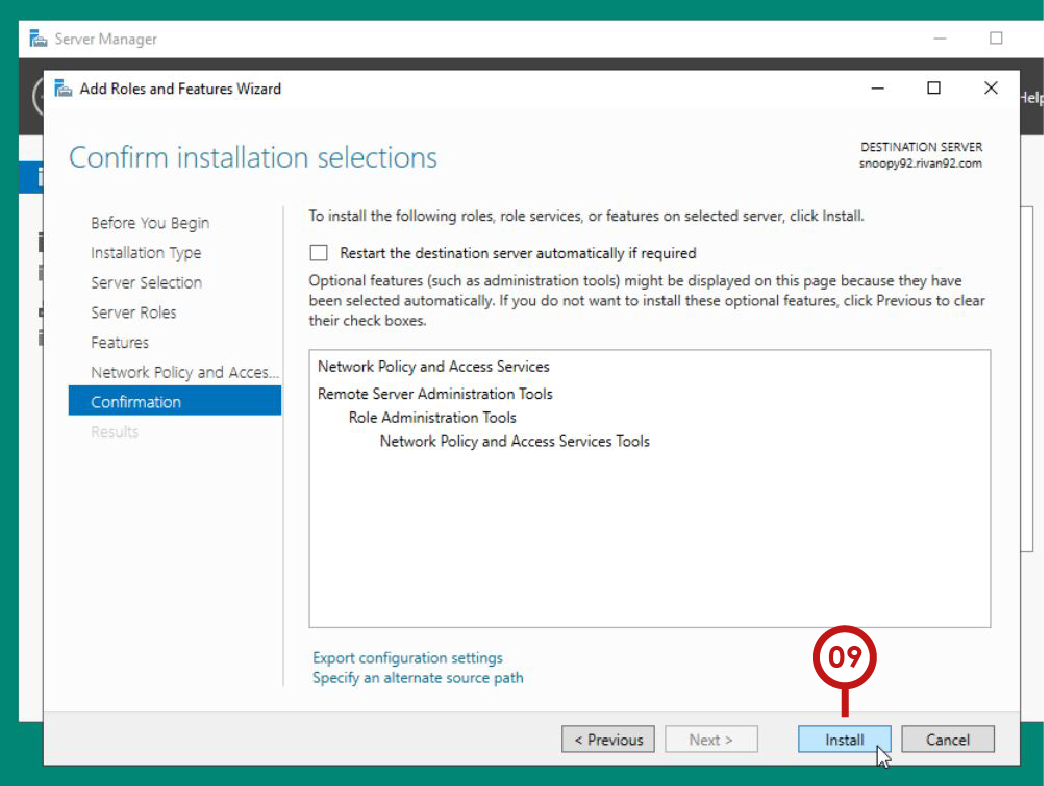 Server Manager
Add Roles and Features Wizard
Help
Confirm installation selections
DESTINATION SERVER
snoopy92.rivan92.com
Before You Begin
Installation Type
Server Selection
Server Roles
Features
Network Policy and Acces...
Confirmation
Results
To install the following roles, role services, or features on selected server, click Install.
Restart the destination server automatically if required
Optional features (such as administration tools) might be displayed on this page because they have
been selected automatically. If you do not want to install these optional features, click Previous to clear
their check boxes.
Network Policy and Access Services
Remote Server Administration Tools
Role Administration Tools
Network Policy and Access Services Tools
Export configuration settings
Specify an alternate source path
09
< Previous
Next >
Install
Cancel